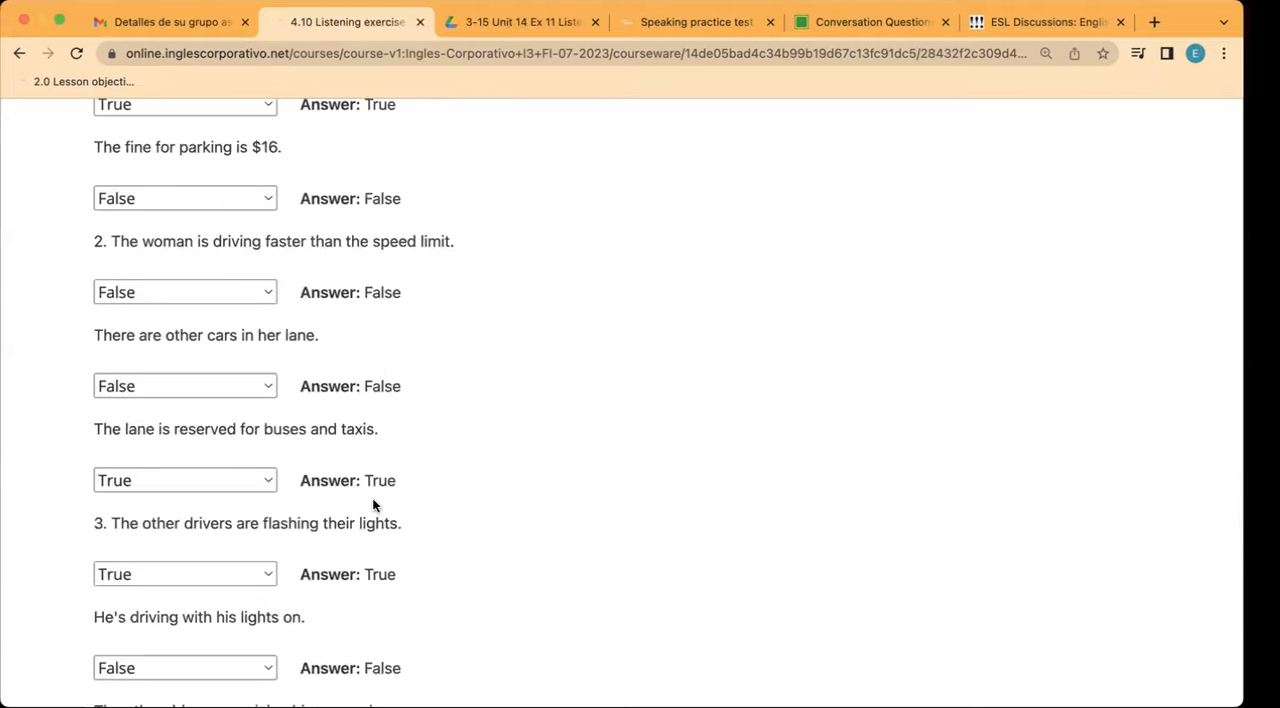 Detalles de su grupo as
4.10 Listening exercise
3-15 Unit 14 Ex 11 Liste
Speaking practice test
Conversation Question
ESL Discussions: Englis
online.inglescorporativo.net/courses/course-v1:Ingles-Corporativo+I3+FI-07-2023/courseware/14de05bad4c34b99b19d67c13fc91dc5/28432f2c309d4...
E
2.0 Lesson objecti...
True Answer: True
The fine for parking is $16.
False Answer: False
2. The woman is driving faster than the speed limit.
False Answer: False
There are other cars in her lane.
False Answer: False
The lane is reserved for buses and taxis.
True Answer: True
3. The other drivers are flashing their lights.
True Answer: True
He's driving with his lights on.
False Answer: False